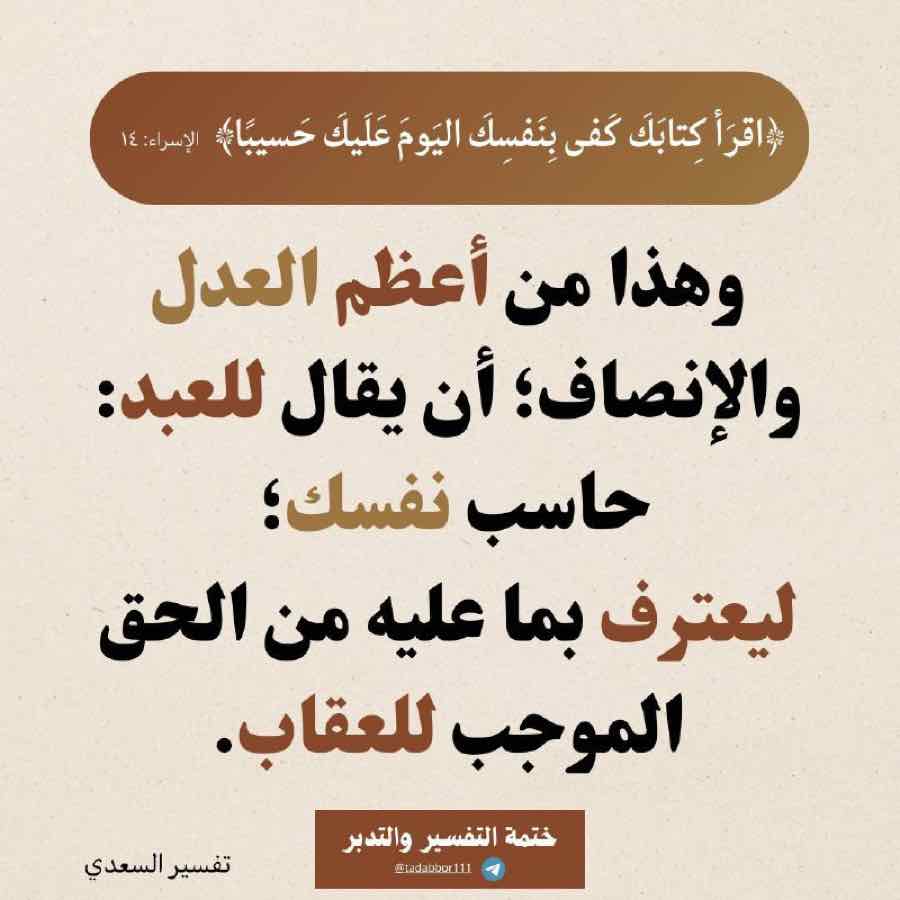 ﴿اقرَأ كِتابَكَ كَفى بِنَفسِكَ اليَومَ عَلَيكَ حَسيبًا﴾ الإسراء: ١٤
وهذا من أعظم العدل
والإنصاف؛ أن يقال للعبد:
حاسب نفسك؛
ليعترف بما عليه من الحق
الموجب للعقاب.
ختمة التفسير والتدبر
@tadabbor111
تفسير السعدي